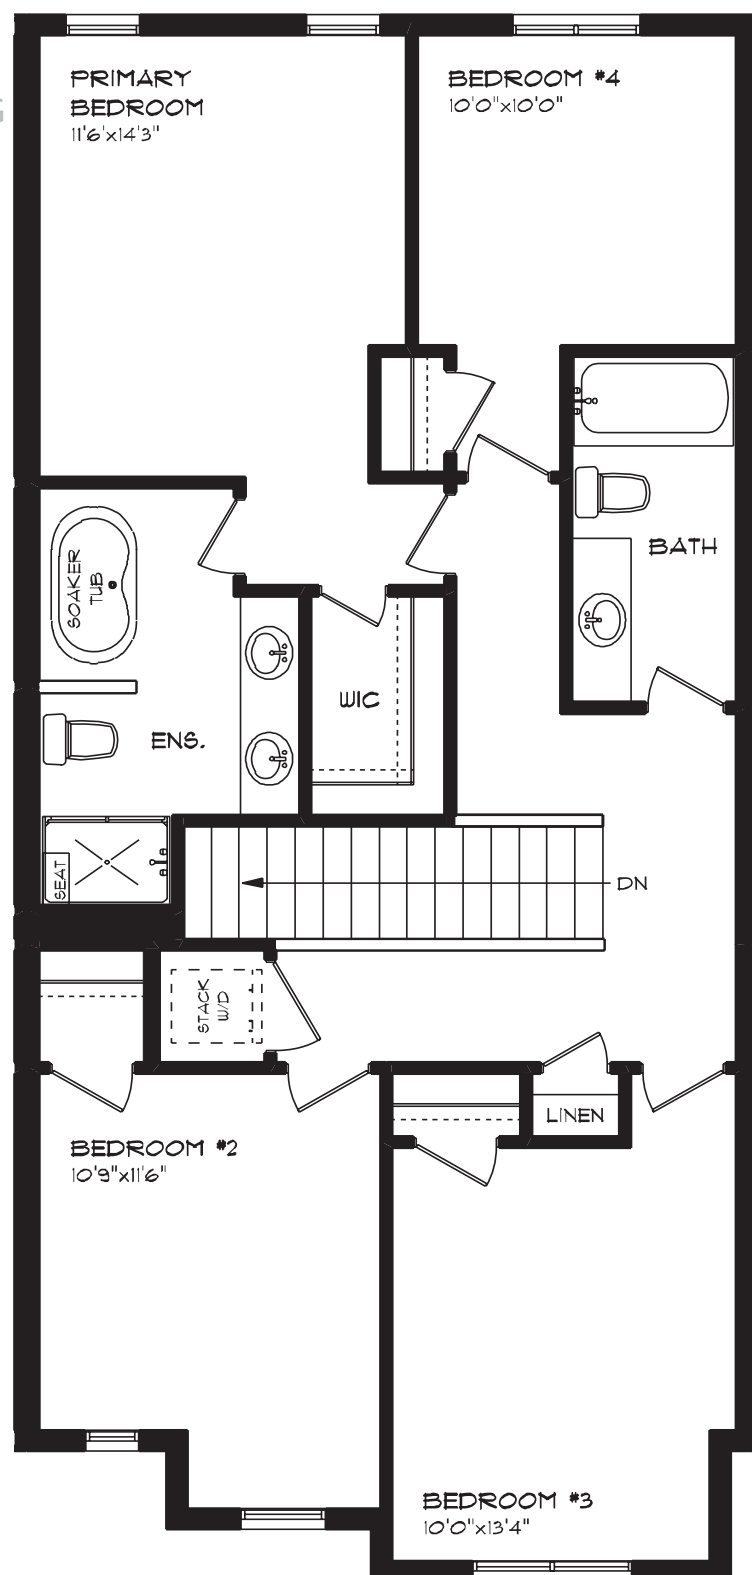 PRIMARY
BEDROOM
11'6"x14'3"
BEDROOM #4
10'0"x10'0"
SOAKER
TUB
BATH
WIC
ENS.
SEAT
DN
STACK
W/D
LINEN
BEDROOM #2
10'9"x11'6"
BEDROOM #3
10'0"x13'4"